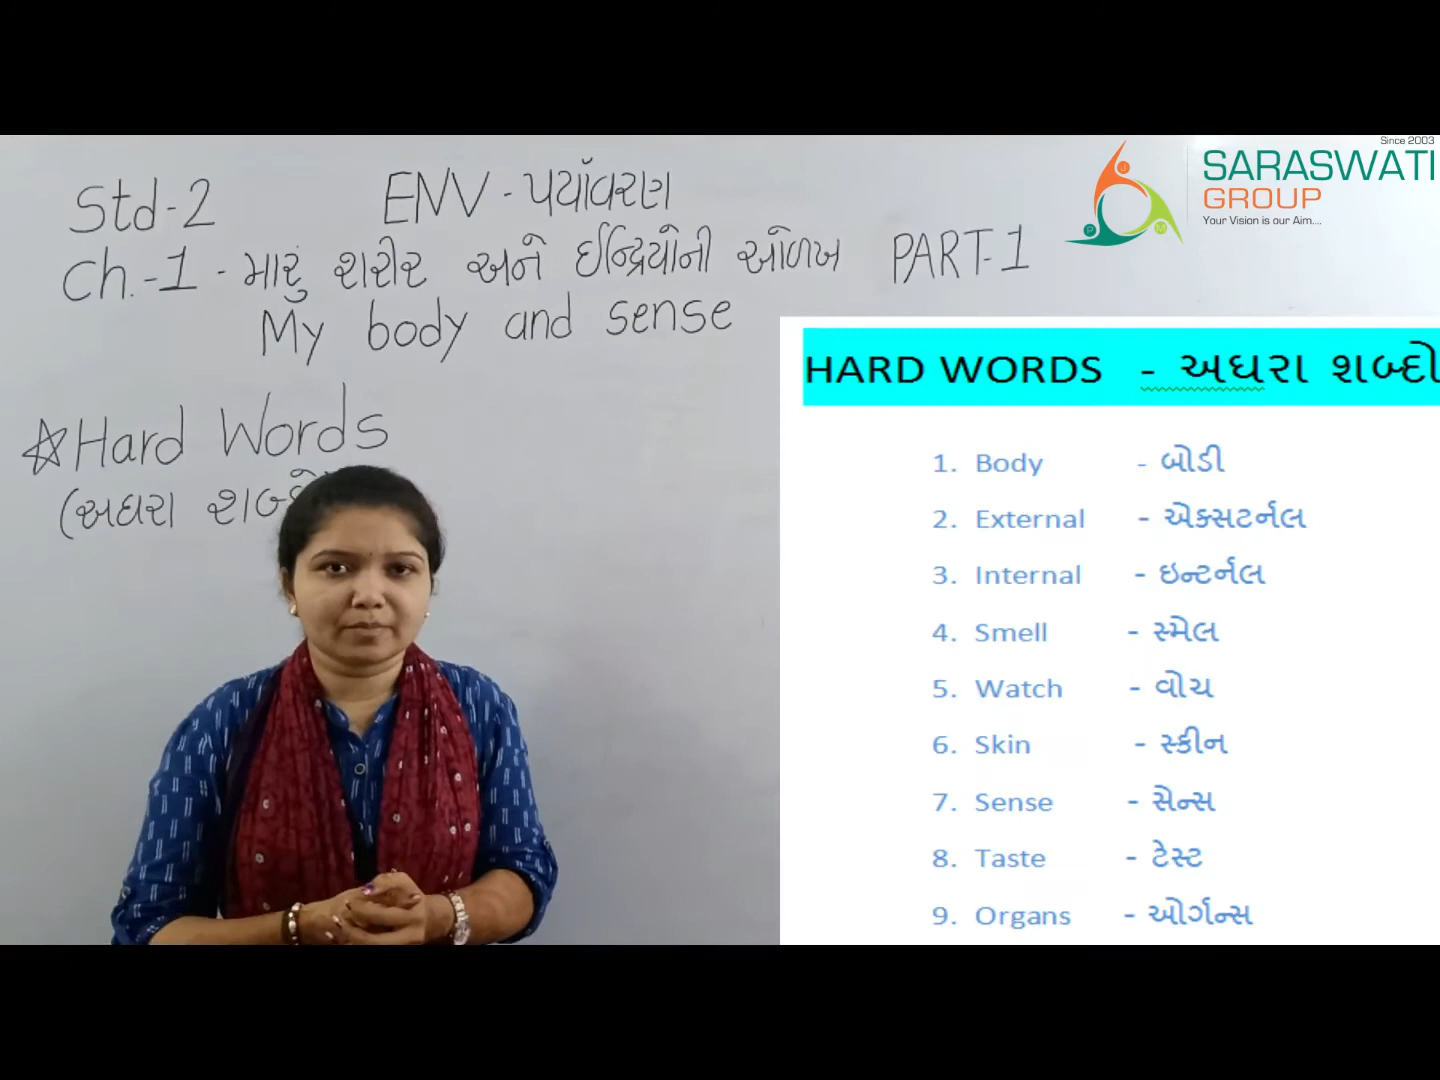 Std-2 ENV - પર્યાવરણ
Ch.-1 - મારું શરીર અને ઈન્દ્રિયોની ઓળખ PART-1
My body and sense
☆Hard Words
(અઘરા
Since 2003
SARASWATI
GROUP
Your Vision is our Aim....
J
P
M
HARD WORDS - અઘરા શબ્દો
1. Body - બોડી
2. External - એક્સટર્નલ
3. Internal - ઇન્ટર્નલ
4. Smell - સ્મેલ
5. Watch - વોચ
6. Skin - સ્કીન
7. Sense - સેન્સ
8. Taste - ટેસ્ટ
9. Organs - ઓર્ગન્સ